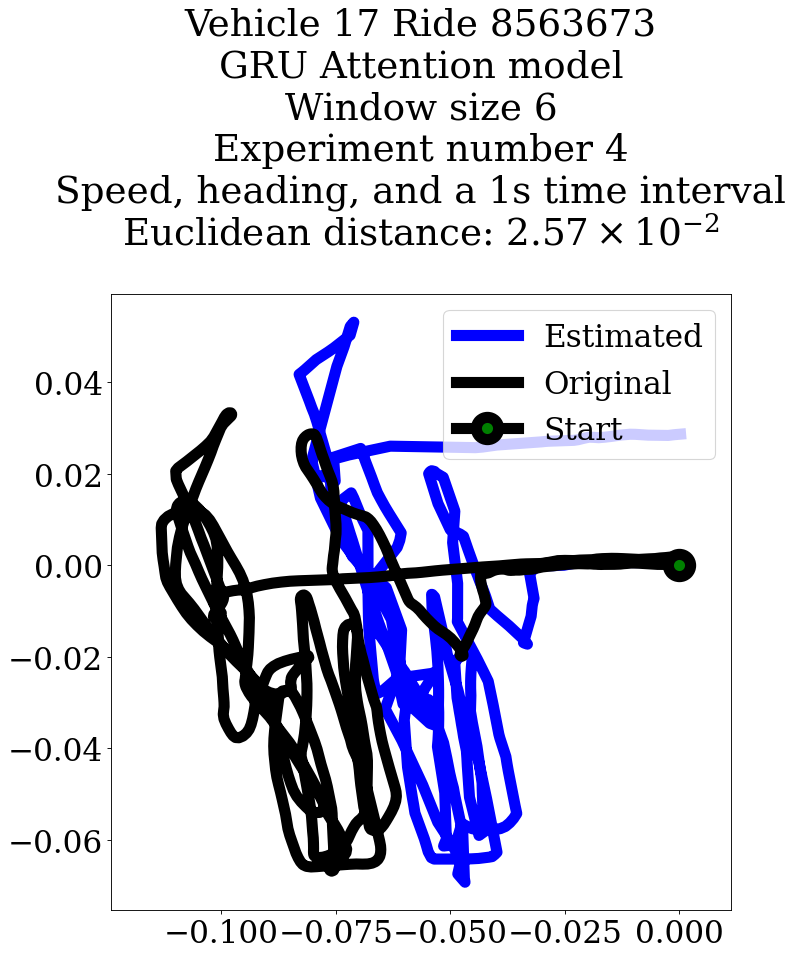 Vehicle 17 Ride 8563673
GRU Attention model
Window size 6
Experiment number 4
Speed, heading, and a 1s time interval
Euclidean distance: 2.57 × 10⁻²
Estimated
Original
Start
0.04
0.02
0.00
−0.02
−0.04
−0.06
−0.100 −0.075 −0.050 −0.025 0.000